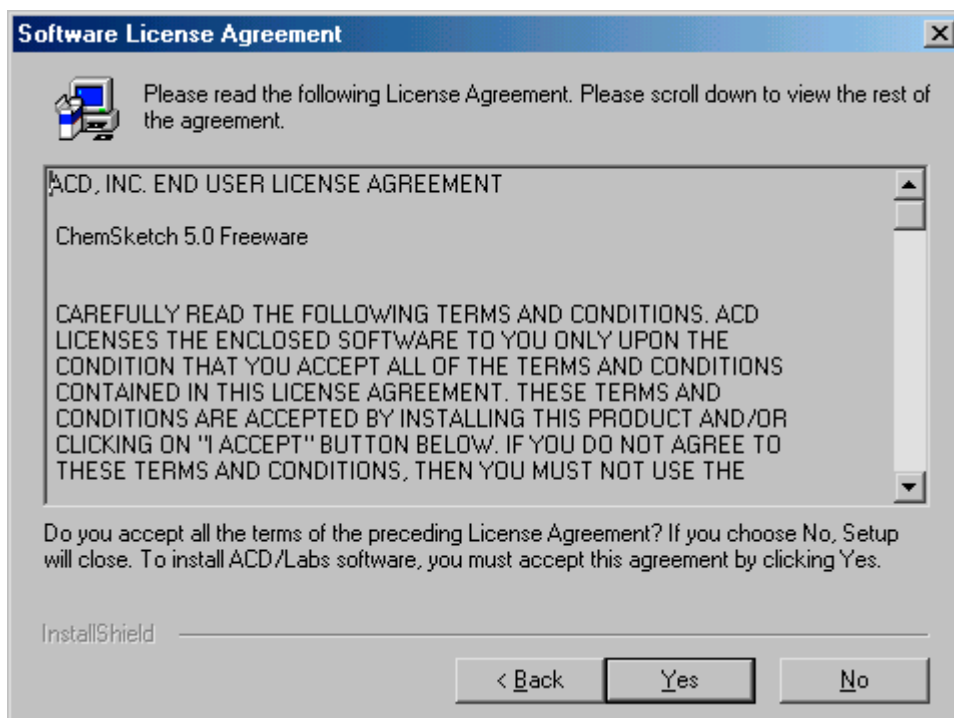 Software License Agreement
Please read the following License Agreement. Please scroll down to view the rest of
the agreement.
ACD, INC. END USER LICENSE AGREEMENT
ChemSketch 5.0 Freeware
CAREFULLY READ THE FOLLOWING TERMS AND CONDITIONS. ACD
LICENSES THE ENCLOSED SOFTWARE TO YOU ONLY UPON THE
CONDITION THAT YOU ACCEPT ALL OF THE TERMS AND CONDITIONS
CONTAINED IN THIS LICENSE AGREEMENT. THESE TERMS AND
CONDITIONS ARE ACCEPTED BY INSTALLING THIS PRODUCT AND/OR
CLICKING ON "I ACCEPT" BUTTON BELOW. IF YOU DO NOT AGREE TO
THESE TERMS AND CONDITIONS, THEN YOU MUST NOT USE THE
Do you accept all the terms of the preceding License Agreement? If you choose No, Setup
will close. To install ACD/Labs software, you must accept this agreement by clicking Yes.
InstallShield
< Back Yes No